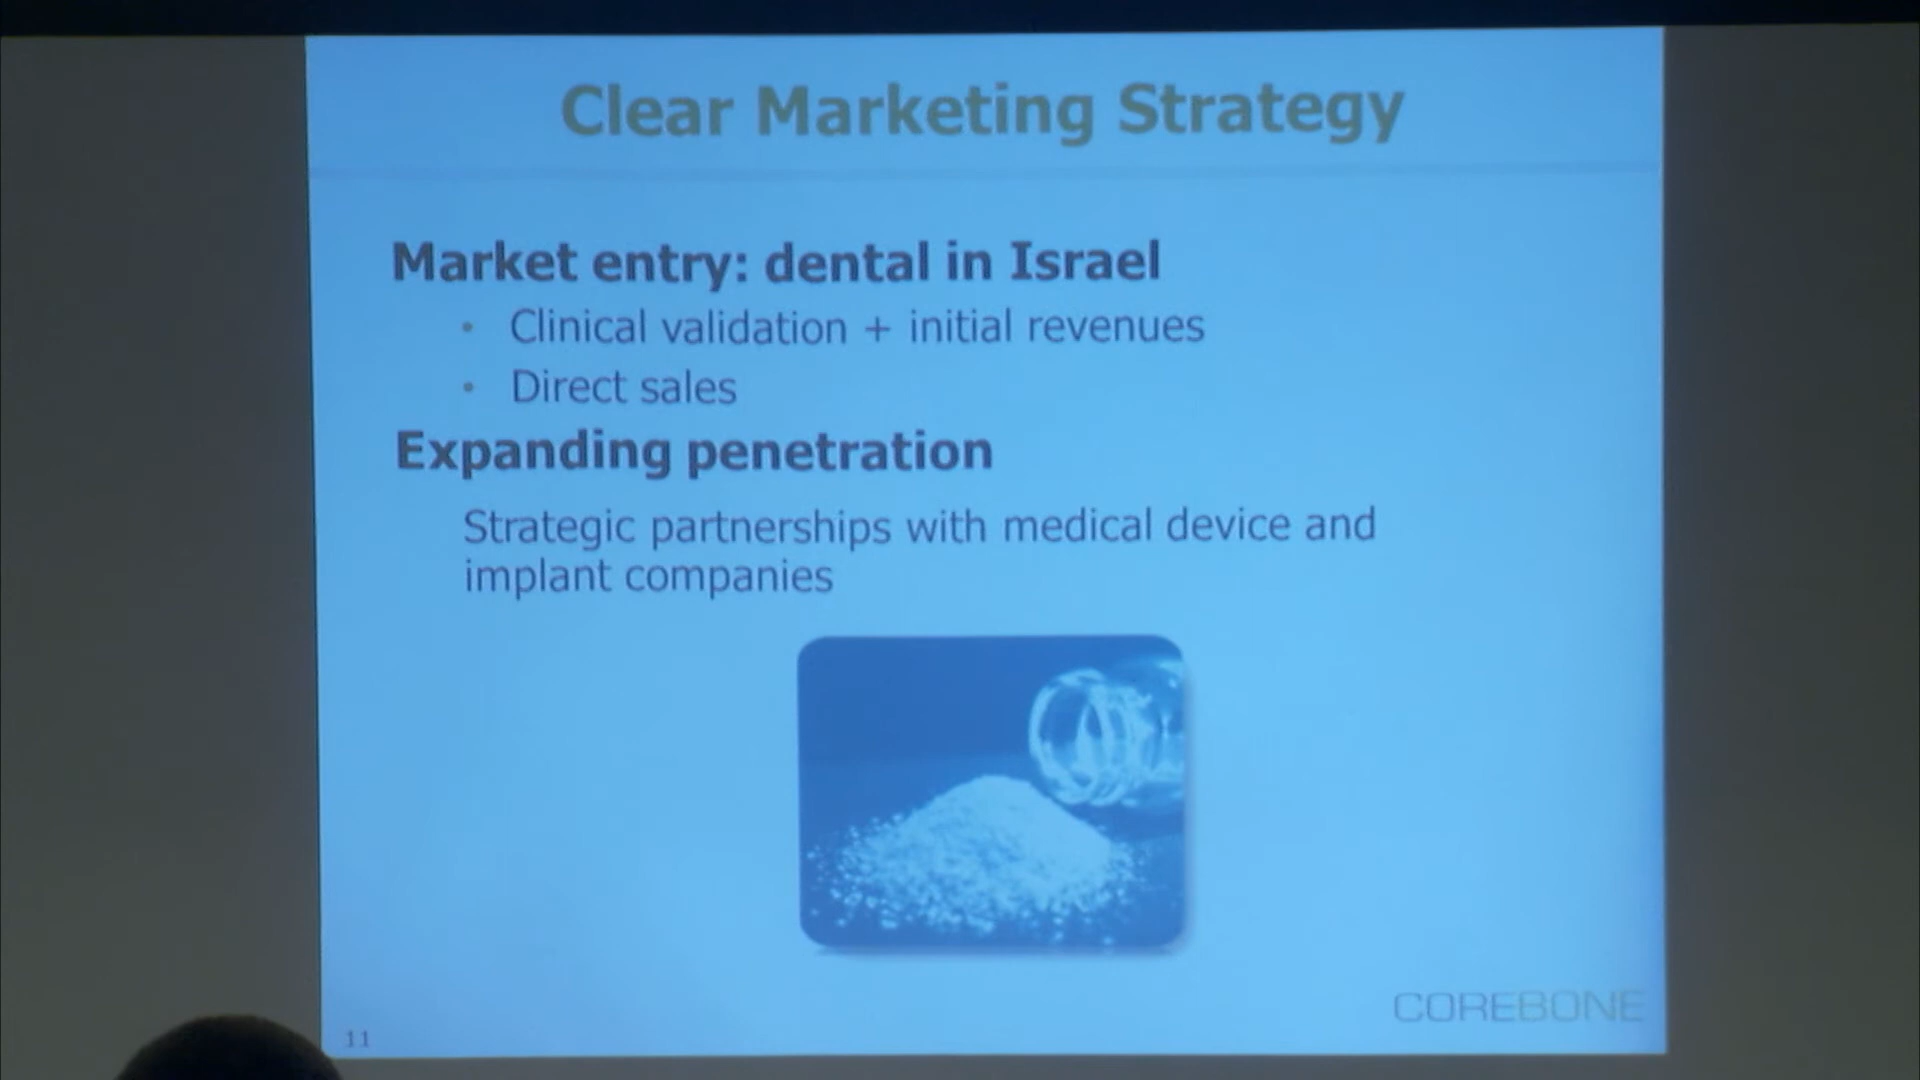 Clear Marketing Strategy
Market entry: dental in Israel
• Clinical validation + initial revenues
• Direct sales
Expanding penetration
Strategic partnerships with medical device and
implant companies
COREBONE
11